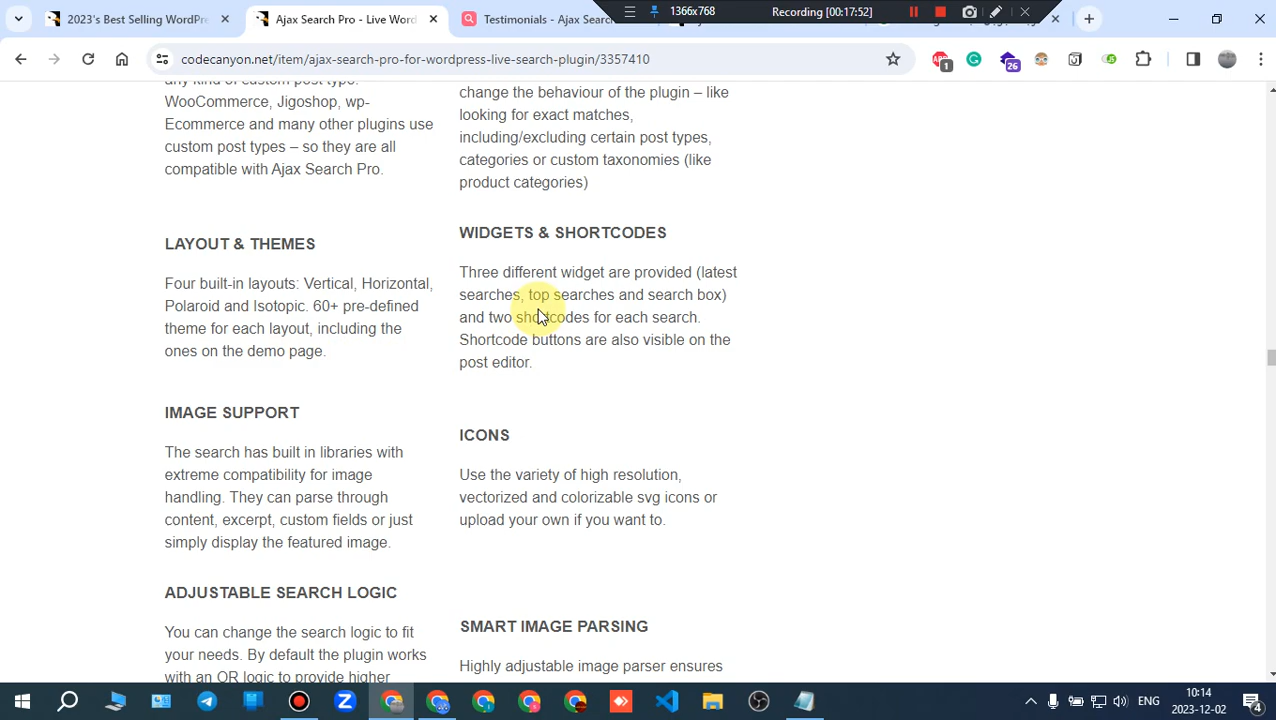 2023's Best Selling WordPre
Ajax Search Pro - Live Word
Testimonials - Ajax Searc
1366x768
Recording [00:17:52]
codecanyon.net/item/ajax-search-pro-for-wordpress-live-search-plugin/3357410
1
26
any kind of custom post type.
WooCommerce, Jigoshop, wp-
Ecommerce and many other plugins use
custom post types – so they are all
compatible with Ajax Search Pro.
change the behaviour of the plugin – like
looking for exact matches,
including/excluding certain post types,
categories or custom taxonomies (like
product categories)
LAYOUT & THEMES
Four built-in layouts: Vertical, Horizontal,
Polaroid and Isotopic. 60+ pre-defined
theme for each layout, including the
ones on the demo page.
WIDGETS & SHORTCODES
Three different widget are provided (latest
searches, top searches and search box)
and two shortcodes for each search.
Shortcode buttons are also visible on the
post editor.
IMAGE SUPPORT
The search has built in libraries with
extreme compatibility for image
handling. They can parse through
content, excerpt, custom fields or just
simply display the featured image.
ICONS
Use the variety of high resolution,
vectorized and colorizable svg icons or
upload your own if you want to.
ADJUSTABLE SEARCH LOGIC
You can change the search logic to fit
your needs. By default the plugin works
with an OR logic to provide higher
SMART IMAGE PARSING
Highly adjustable image parser ensures
ENG
10:14
2023-12-02
4